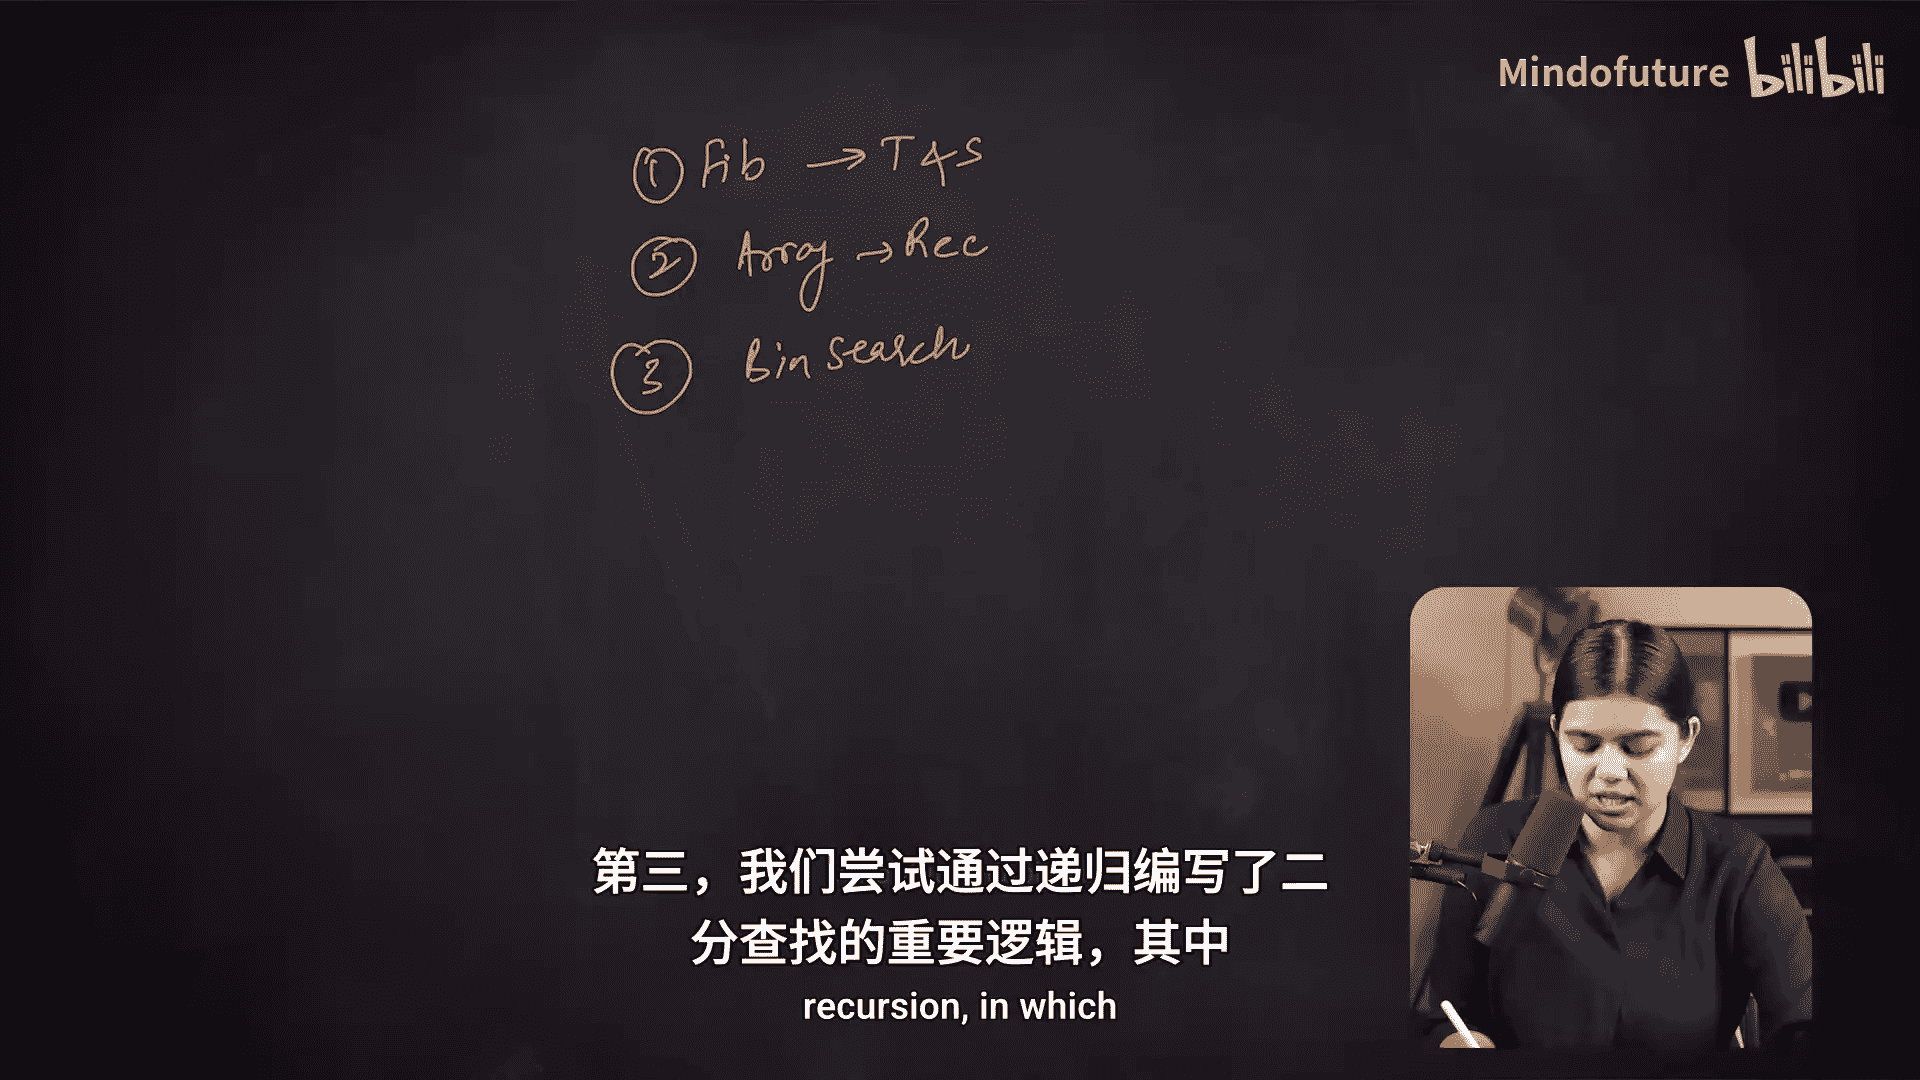 Mindofuture bilibili
① Fib → T & S
② Array → Rec
③ Bin Search
第三，我们尝试通过递归编写了二
分查找的重要逻辑，其中
recursion, in which